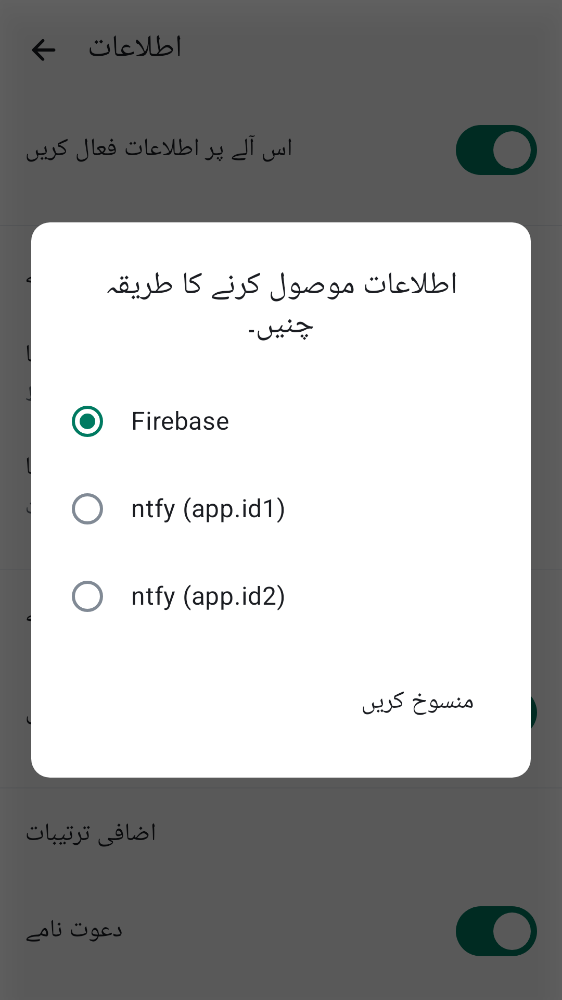 اطلاعات
اس آلے پر اطلاعات فعال کریں
اطلاعات موصول کرنے کا طریقہ
چنیں۔
Firebase
ntfy (app.id1)
ntfy (app.id2)
منسوخ کریں
اضافی ترتیبات
دعوت نامے